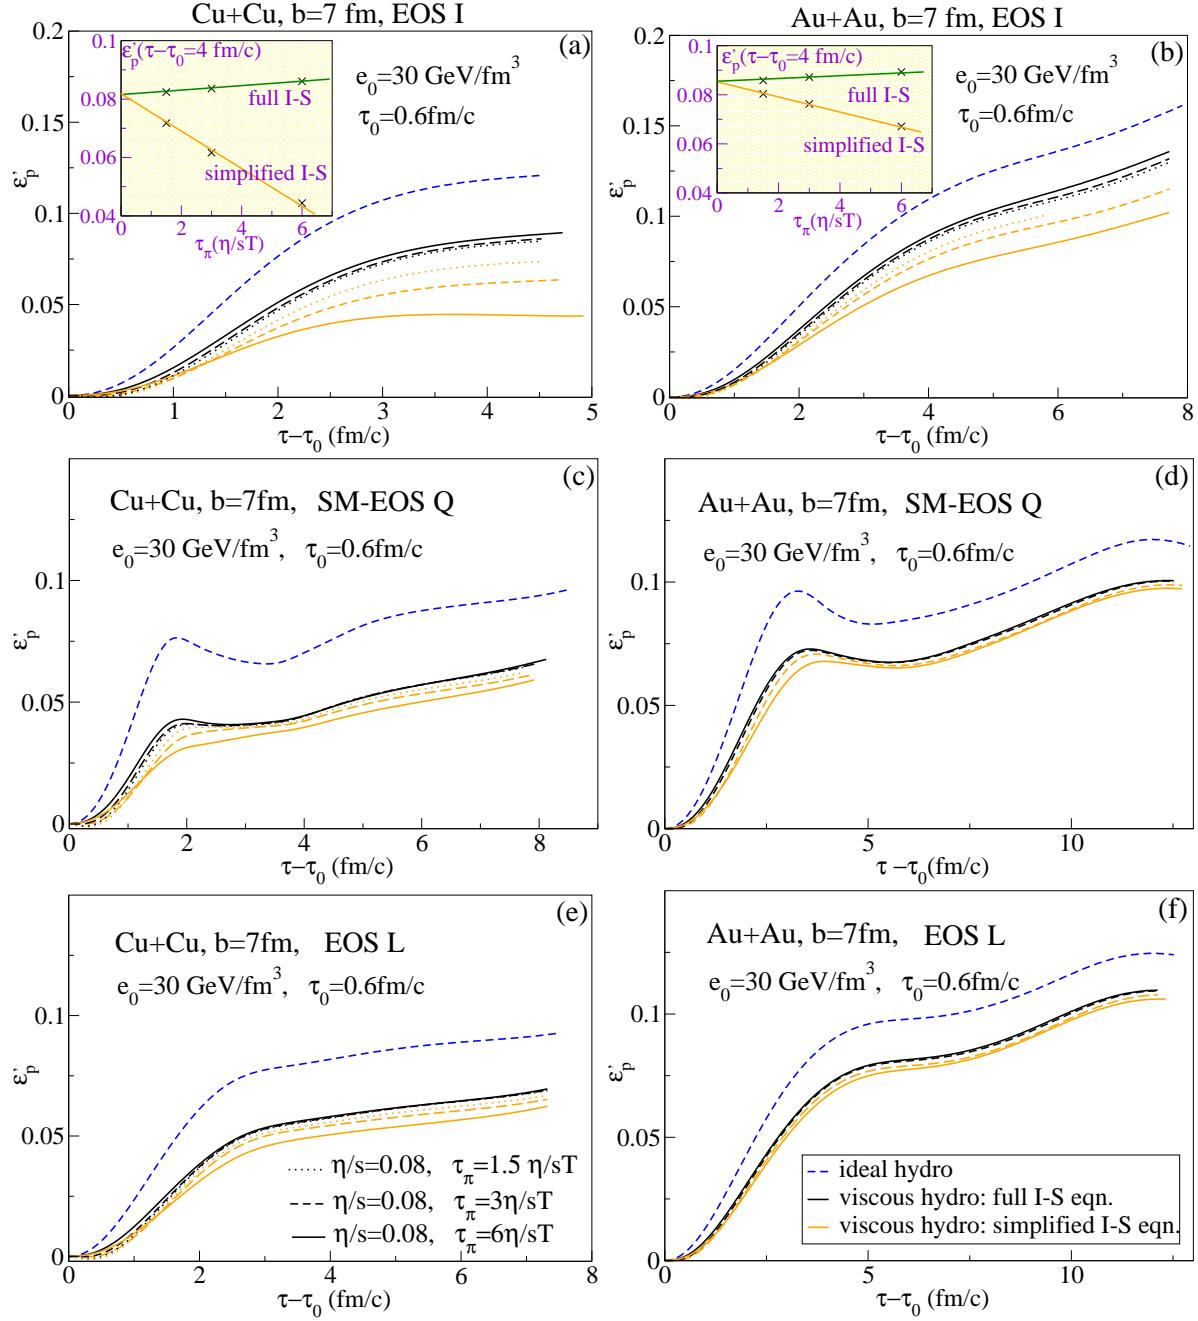 Cu+Cu, b=7 fm, EOS I
0.2
0.15
0.1
0.05
0
ε'p
(a)
e0=30 GeV/fm3
τ0=0.6fm/c
0.1
0.08
0.06
0.04
ε'p(τ−τ0=4 fm/c)
full I-S
simplified I-S
0 2 4 6
τπ(η/sT)
0 1 2 3 4 5
τ−τ0 (fm/c)
Au+Au, b=7 fm, EOS I
0.2
0.15
0.1
0.05
0
ε'p
(b)
e0=30 GeV/fm3
τ0=0.6fm/c
0.1
0.08
0.06
0.04
ε'p(τ−τ0=4 fm/c)
full I-S
simplified I-S
0 2 4 6
τπ(η/sT)
0 2 4 6 8
τ−τ0 (fm/c)
(c)
Cu+Cu, b=7fm, SM-EOS Q
e0=30 GeV/fm3, τ0=0.6fm/c
0.1
0.05
0
ε'p
0 2 4 6 8
τ−τ0 (fm/c)
(d)
Au+Au, b=7fm, SM-EOS Q
e0=30 GeV/fm3, τ0=0.6fm/c
0.1
0.05
0
ε'p
0 5 10
τ −τ0(fm/c)
(e)
Cu+Cu, b=7fm, EOS L
e0=30 GeV/fm3, τ0=0.6fm/c
0.1
0.05
0
ε'p
η/s=0.08, τπ=1.5 η/sT
η/s=0.08, τπ=3η/sT
η/s=0.08, τπ=6η/sT
0 2 4 6 8
τ−τ0 (fm/c)
(f)
Au+Au, b=7fm, EOS L
e0=30 GeV/fm3, τ0=0.6fm/c
0.1
0.05
0
ε'p
ideal hydro
viscous hydro: full I-S eqn.
viscous hydro: simplified I-S eqn.
0 5 10
τ−τ0 (fm/c)